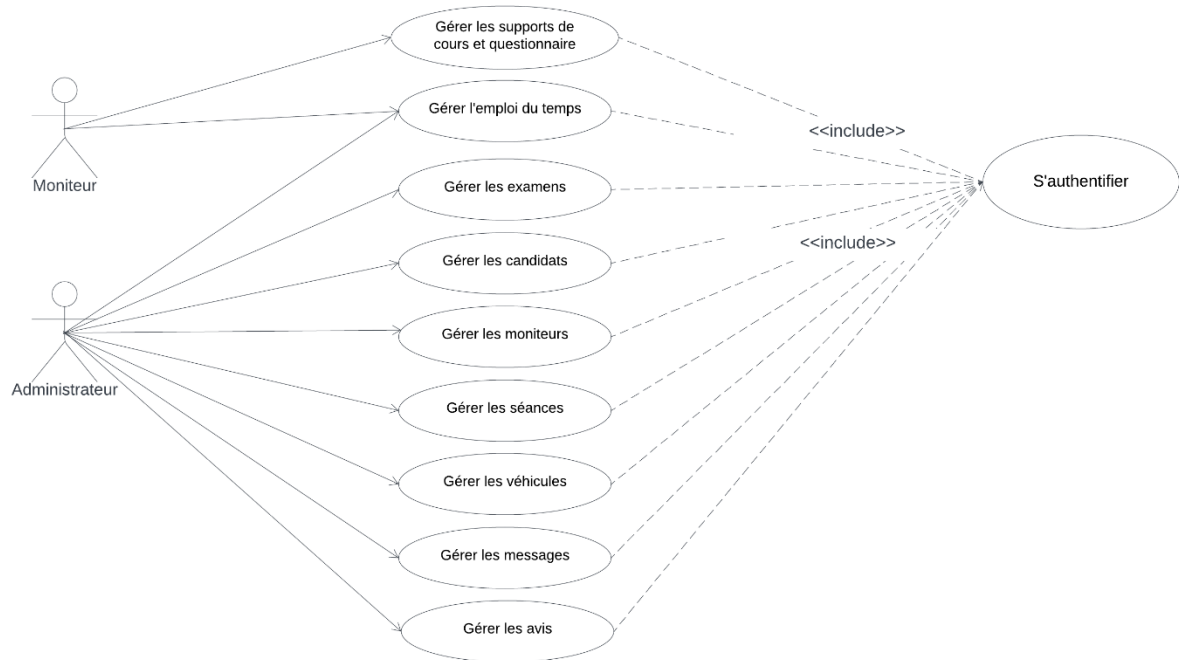 Gérer les supports de
cours et questionnaire
Gérer l'emploi du temps
<<include>>
Moniteur
S'authentifier
Gérer les examens
<<include>>
Gérer les candidats
Gérer les moniteurs
Administrateur
Gérer les séances
Gérer les véhicules
Gérer les messages
Gérer les avis